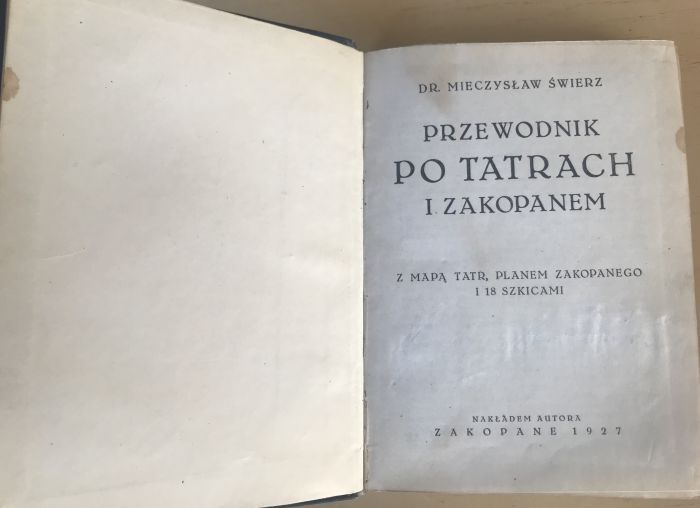 DR. MIECZYSŁAW ŚWIERZ
PRZEWODNIK
PO TATRACH
I ZAKOPANEM
Z MAPĄ TATR, PLANEM ZAKOPANEGO
I 18 SZKICAMI
NAKŁADEM AUTORA
ZAKOPANE 1927